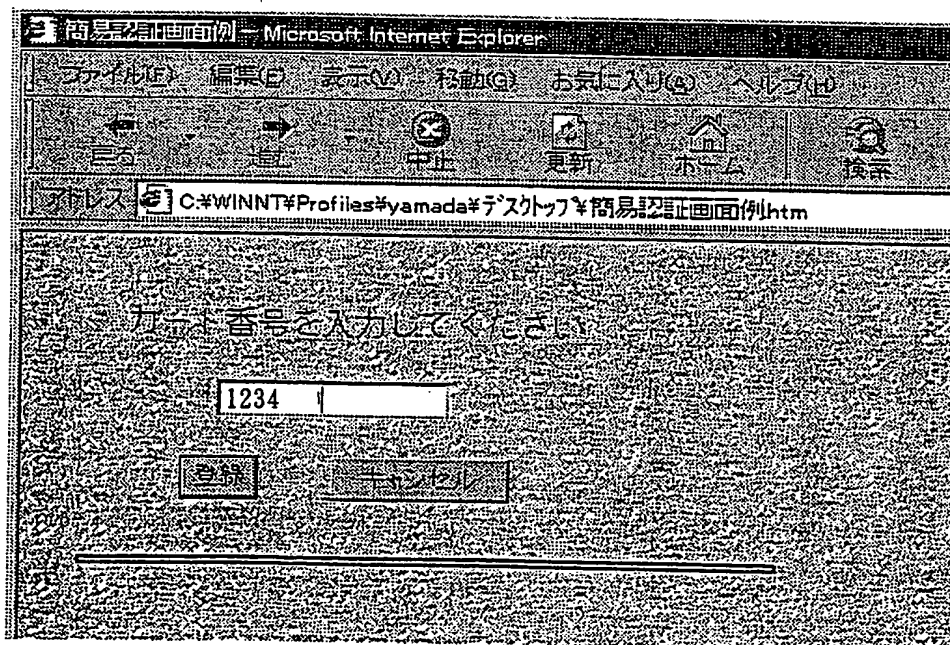 簡易認証画面例 - Microsoft Internet Explorer
ファイル(F) 編集(E) 表示(V) 移動(G) お気に入り(A) ヘルプ(H)
戻る 進む 中止 更新 ホーム 検索
アドレス C:¥WINNT¥Profiles¥yamada¥デスクトップ¥簡易認証画面例.htm
カード番号を入力してください
1234
登録 キャンセル